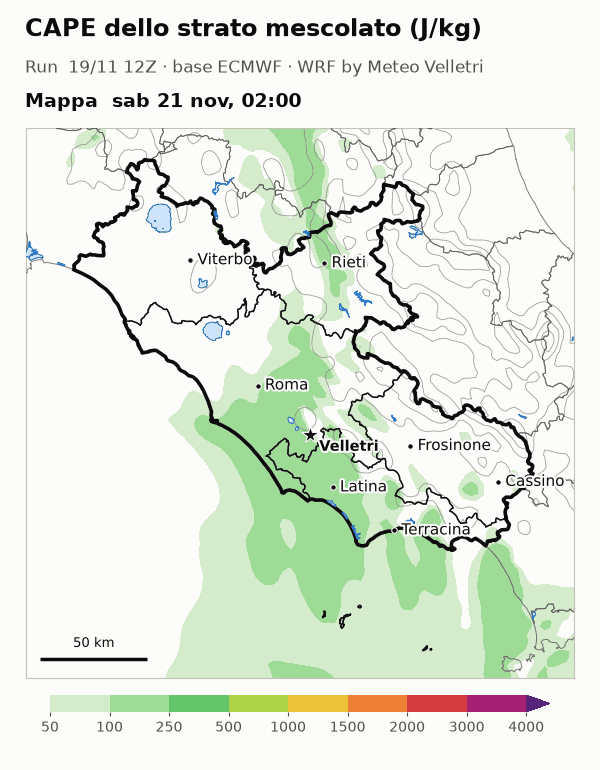 CAPE dello strato mescolato (J/kg)
Run  19/11 12Z · base ECMWF · WRF by Meteo Velletri
Mappa  sab 21 nov, 02:00
Viterbo
Rieti
Roma
Velletri
Frosinone
Latina
Cassino
Terracina
50 km
50 100 250 500 1000 1500 2000 3000 4000